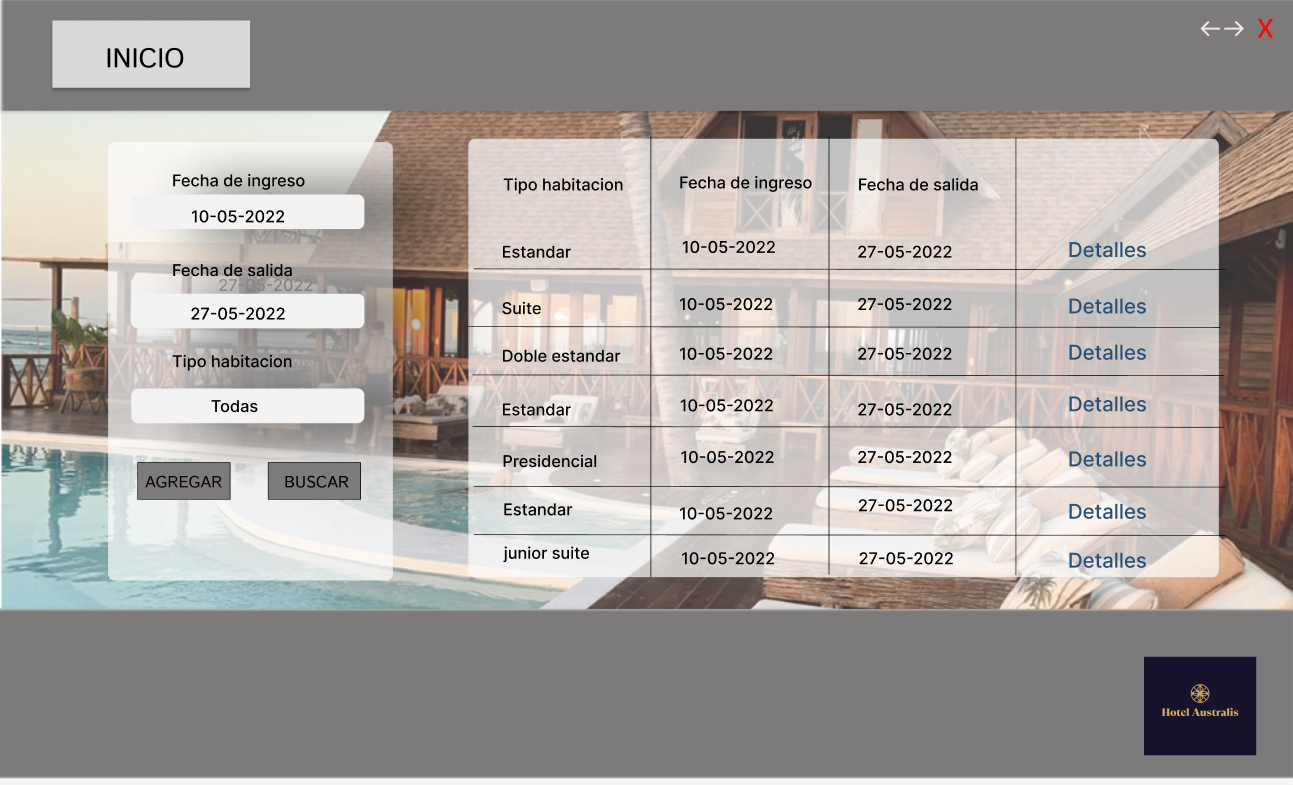 INICIO
←→ X
Fecha de ingreso
10-05-2022
Fecha de salida
27-05-2022
27-05-2022
Tipo habitacion
Todas
AGREGAR BUSCAR
Tipo habitacion Fecha de ingreso Fecha de salida
Estandar 10-05-2022 27-05-2022 Detalles
Suite 10-05-2022 27-05-2022 Detalles
Doble estandar 10-05-2022 27-05-2022 Detalles
Estandar 10-05-2022 27-05-2022 Detalles
Presidencial 10-05-2022 27-05-2022 Detalles
Estandar 10-05-2022 27-05-2022 Detalles
junior suite 10-05-2022 27-05-2022 Detalles
Hotel Australis